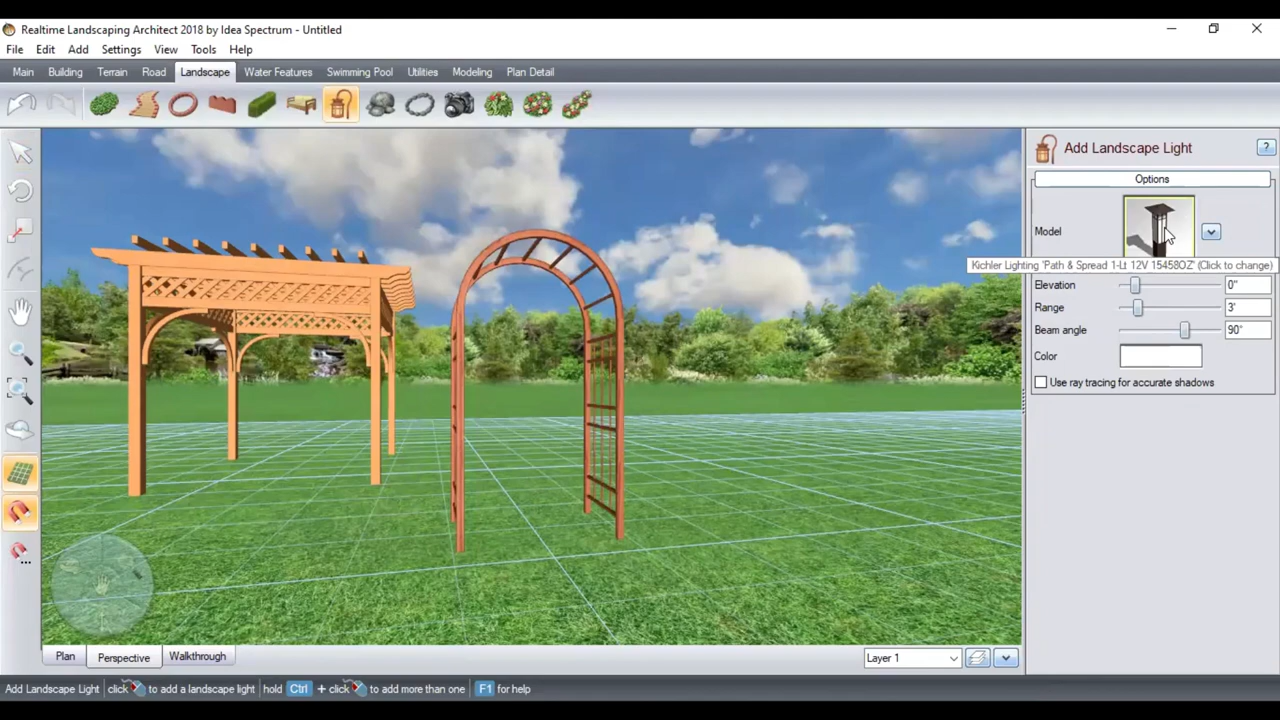 Realtime Landscaping Architect 2018 by Idea Spectrum - Untitled
File Edit Add Settings View Tools Help
Main Building Terrain Road Landscape Water Features Swimming Pool Utilities Modeling Plan Detail
Add Landscape Light ?
Options
Model
Kichler Lighting 'Path & Spread 1-Lt 12V 15458OZ' (Click to change)
Elevation 0"
Range 3'
Beam angle 90°
Color
Use ray tracing for accurate shadows
Plan Perspective Walkthrough Layer 1
Add Landscape Light click to add a landscape light hold Ctrl + click to add more than one F1 for help